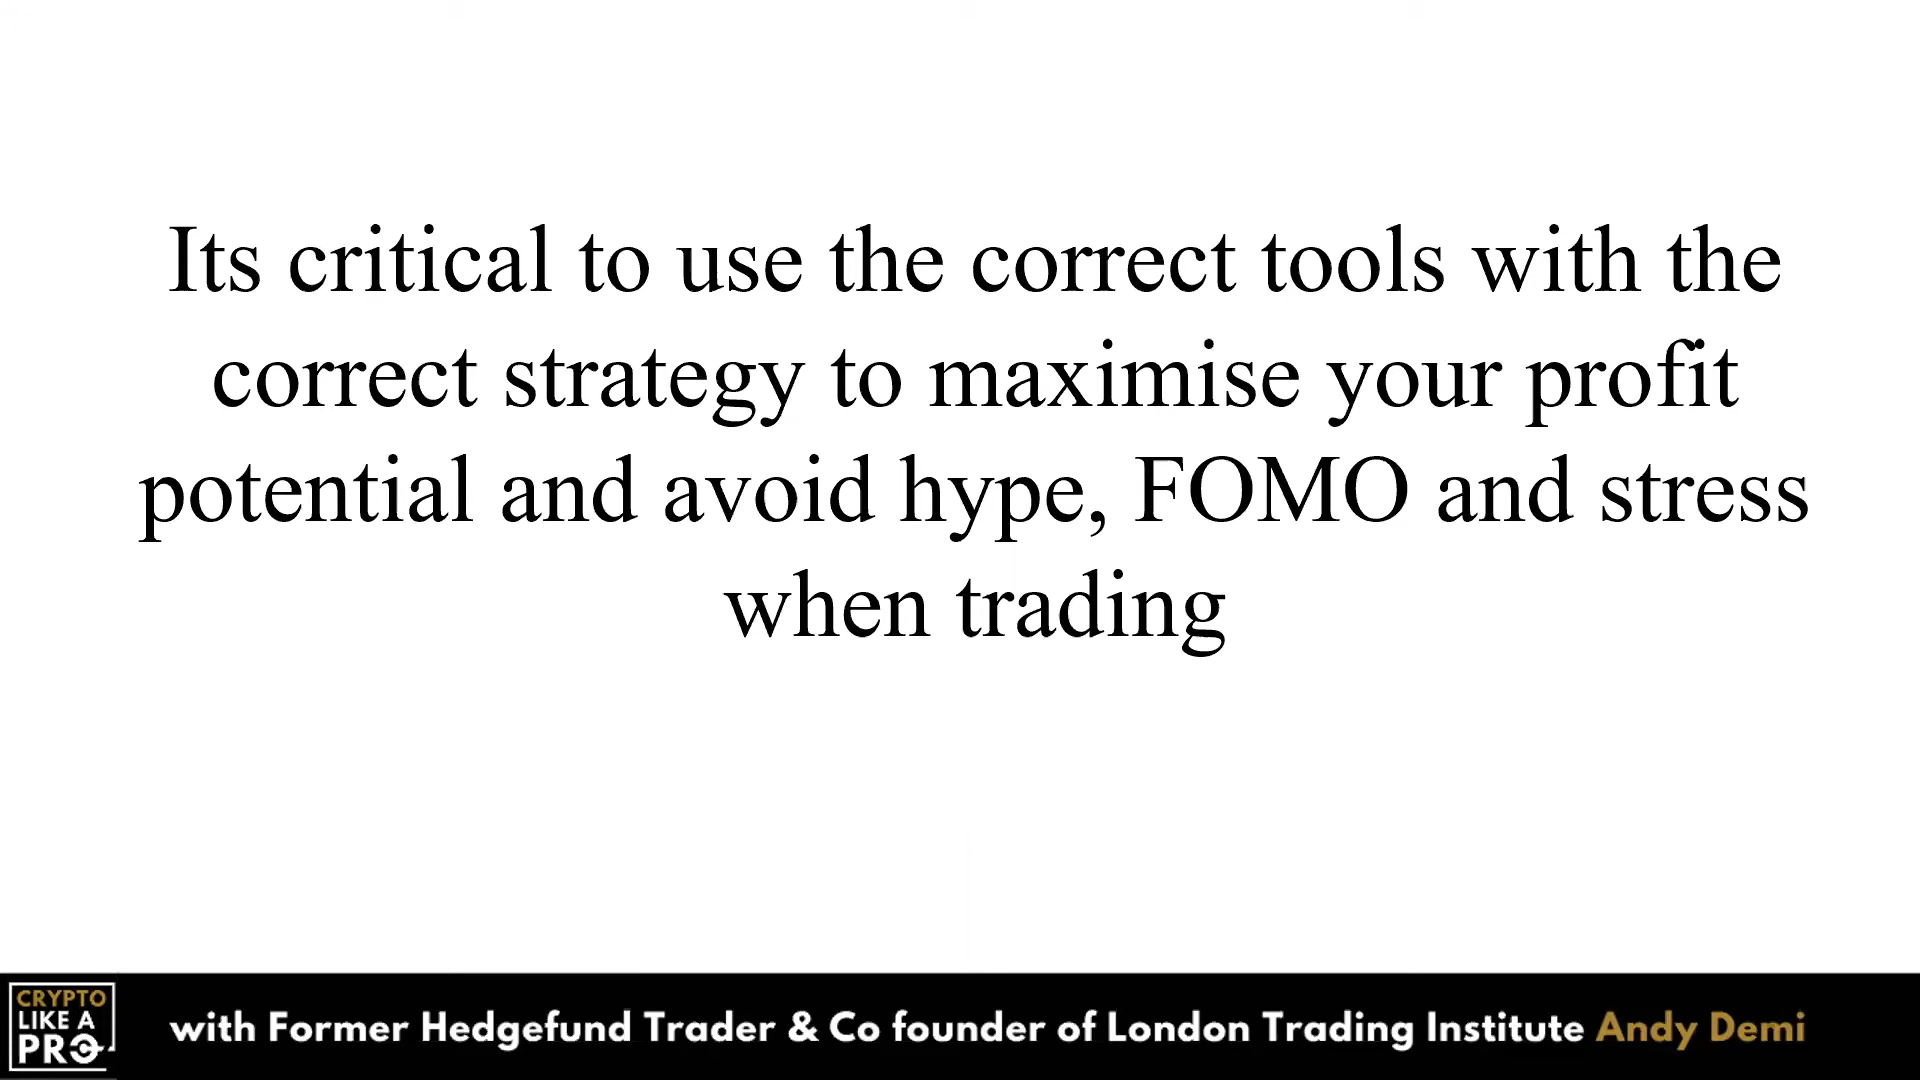 Its critical to use the correct tools with the
correct strategy to maximise your profit
potential and avoid hype, FOMO and stress
when trading
CRYPTO
LIKE A
PRO
with Former Hedgefund Trader & Co founder of London Trading Institute Andy Demi